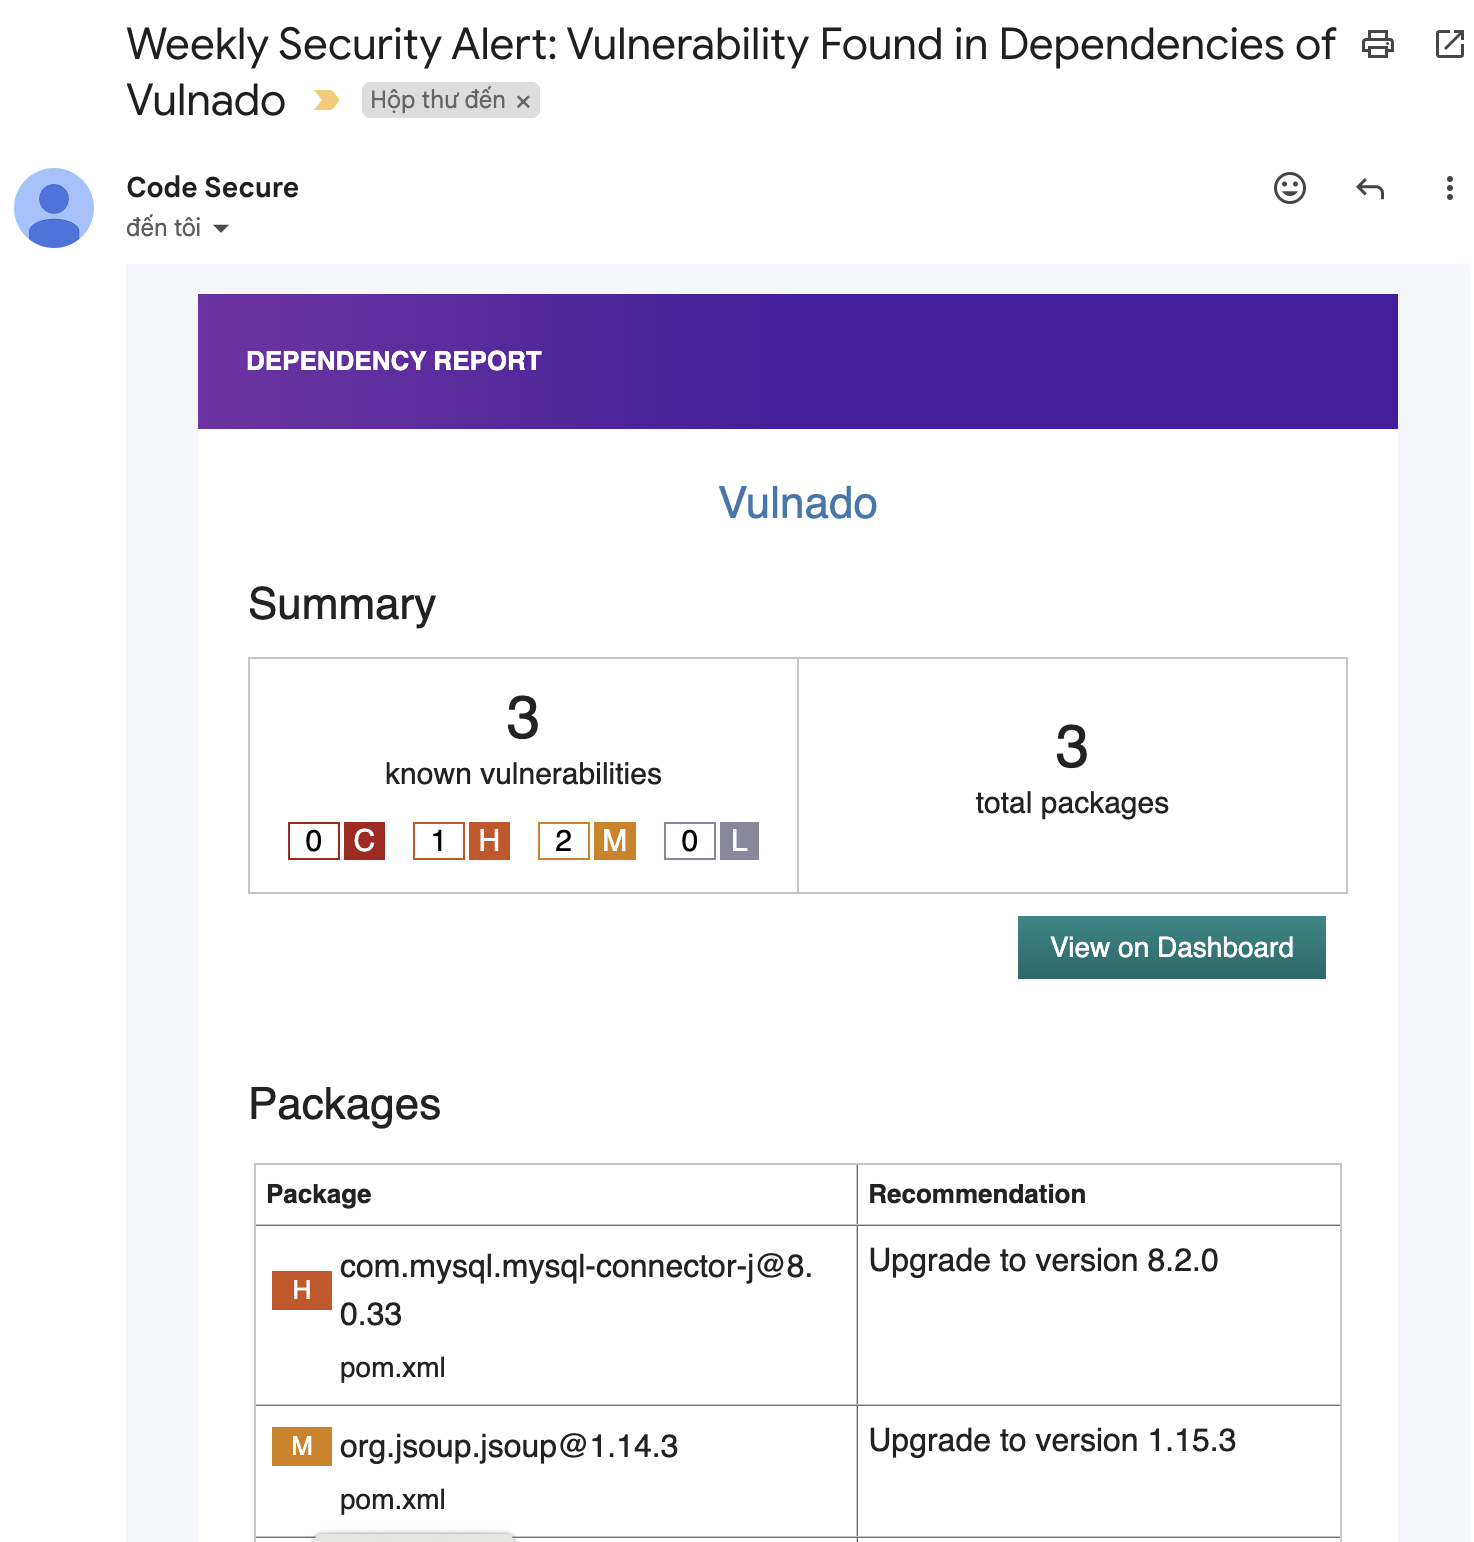 Weekly Security Alert: Vulnerability Found in Dependencies of
Vulnado
Hộp thư đến ×
Code Secure
đến tôi
DEPENDENCY REPORT
Vulnado
Summary
3
known vulnerabilities
0 C 1 H 2 M 0 L
3
total packages
View on Dashboard
Packages
Package Recommendation
H com.mysql.mysql-connector-j@8.
0.33
pom.xml
Upgrade to version 8.2.0
M org.jsoup.jsoup@1.14.3
pom.xml
Upgrade to version 1.15.3